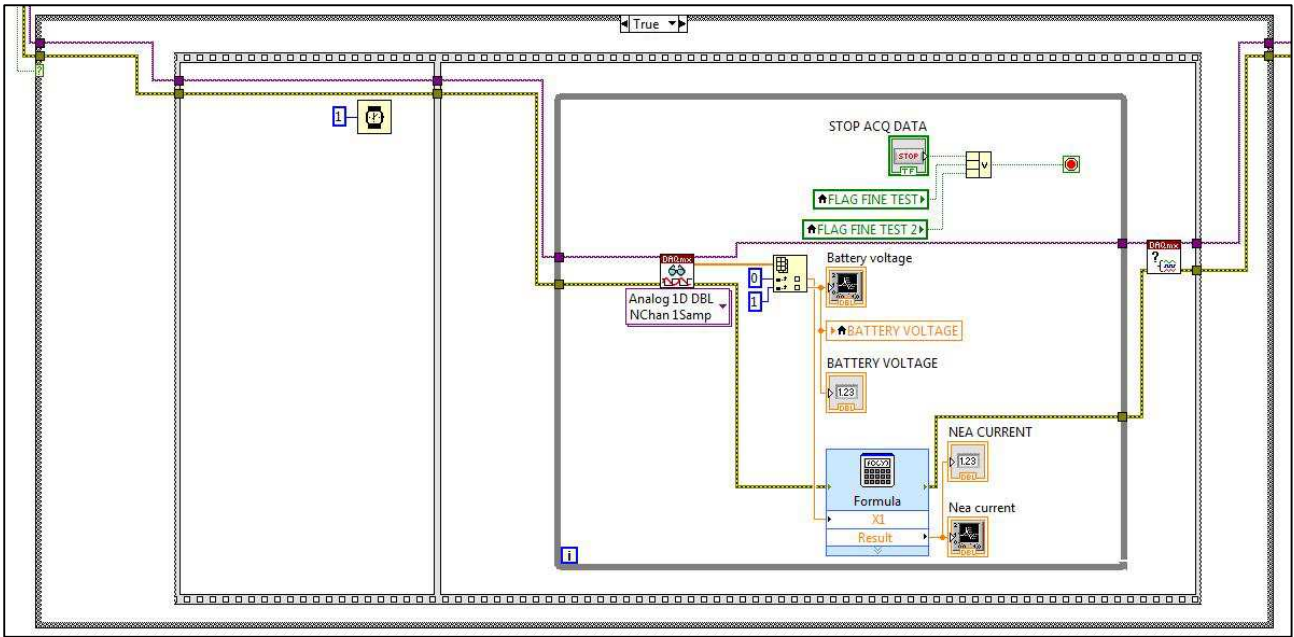 True
?
1
STOP ACQ DATA
STOP
TF
V
FLAG FINE TEST
FLAG FINE TEST 2
DAQmx
DAQmx
?
Battery voltage
0
1
DBL
Analog 1D DBL
NChan 1Samp
BATTERY VOLTAGE
BATTERY VOLTAGE
1.23
DBL
NEA CURRENT
1.23
DBL
Formula
X1
Result
Nea current
DBL
i